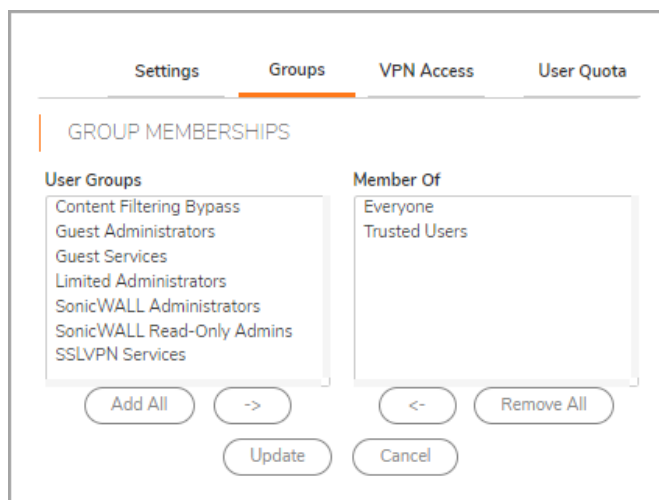 Settings Groups VPN Access User Quota
GROUP MEMBERSHIPS
User Groups
Content Filtering Bypass
Guest Administrators
Guest Services
Limited Administrators
SonicWALL Administrators
SonicWALL Read-Only Admins
SSLVPN Services
Add All ->
Member Of
Everyone
Trusted Users
<- Remove All
Update Cancel